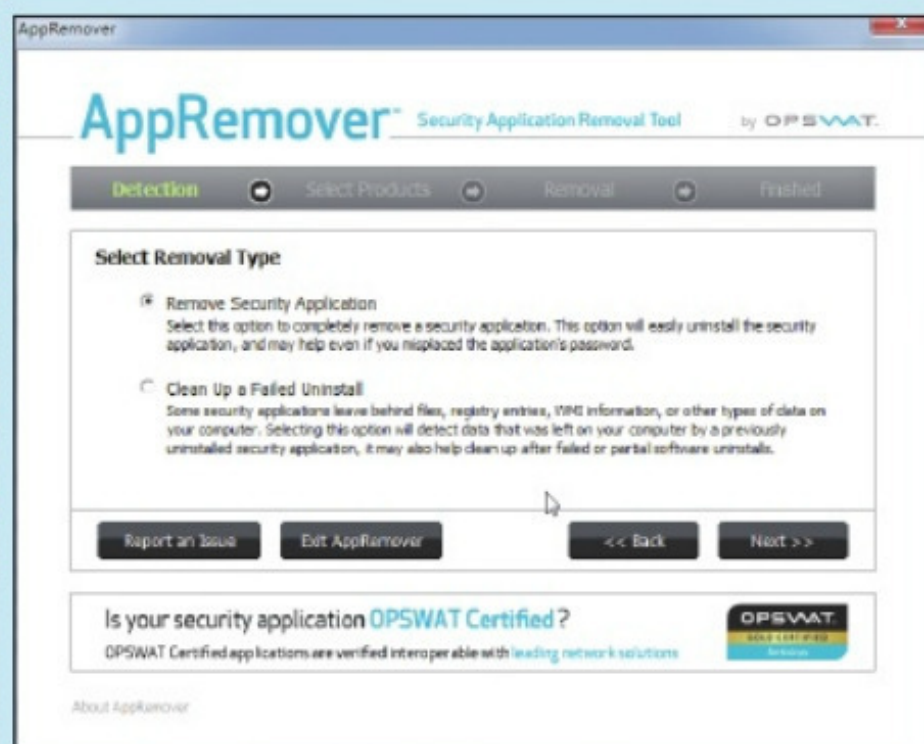 AppRemover
AppRemover™ Security Application Removal Tool by OPSWAT.
Detection Select Products Removal Finished
Select Removal Type
Remove Security Application
Select this option to completely remove a security application. This option will easily uninstall the security
application, and may help even if you misplaced the application's password.
Clean Up a Failed Uninstall
Some security applications leave behind files, registry entries, WMI information, or other types of data on
your computer. Selecting this option will detect data that was left on your computer by a previously
uninstalled security application, it may also help clean up after failed or partial software uninstalls.
Report an Issue Exit AppRemover << Back Next >>
Is your security application OPSWAT Certified?
OPSWAT Certified applications are verified interoperable with leading network solutions
OPSWAT.
GOLD CERTIFIED
Antivirus
About AppRemover